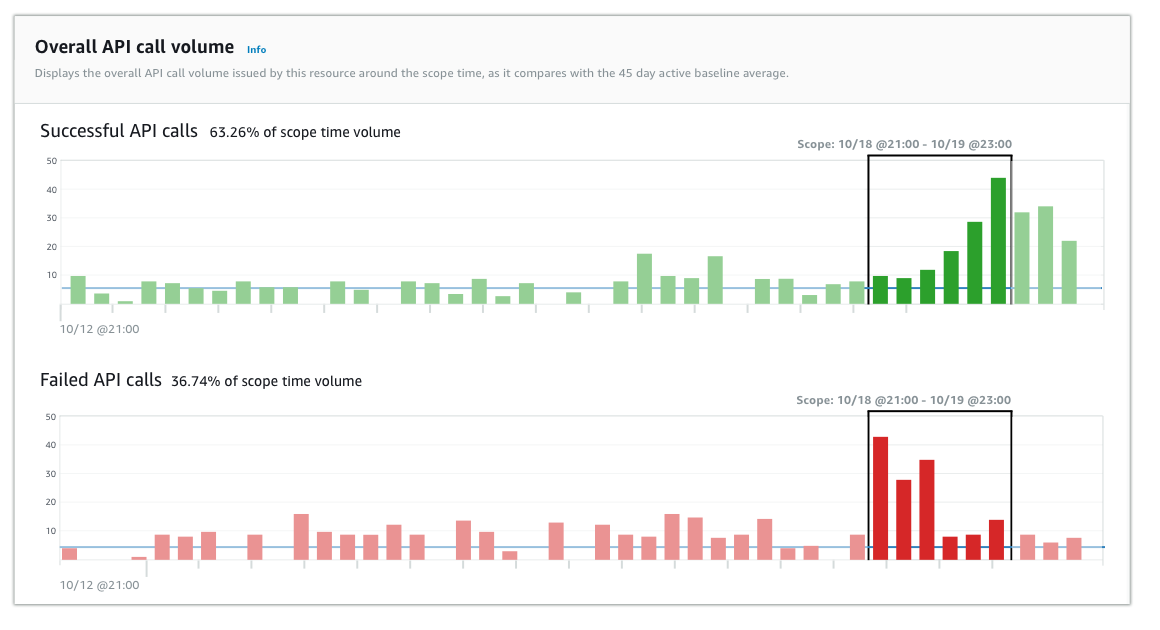 Overall API call volume Info
Displays the overall API call volume issued by this resource around the scope time, as it compares with the 45 day active baseline average.
Successful API calls 63.26% of scope time volume
Scope: 10/18 @21:00 - 10/19 @23:00
50
40
30
20
10
10/12 @21:00
Failed API calls 36.74% of scope time volume
Scope: 10/18 @21:00 - 10/19 @23:00
50
40
30
20
10
10/12 @21:00